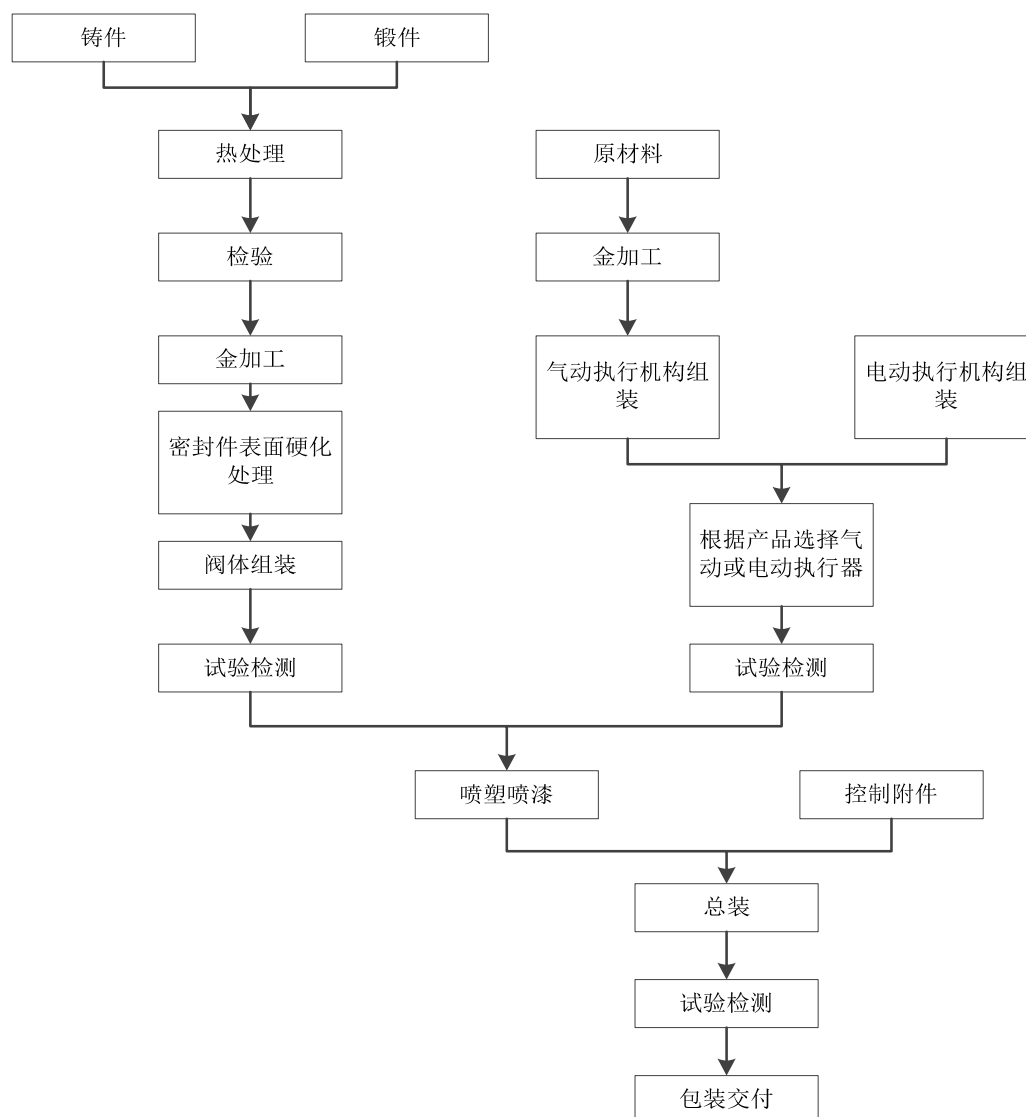 铸件
锻件
热处理
原材料
检验
金加工
金加工
气动执行机构组
装
电动执行机构组
装
密封件表面硬化
处理
根据产品选择气
动或电动执行器
阀体组装
试验检测
试验检测
喷塑喷漆
控制附件
总装
试验检测
包装交付